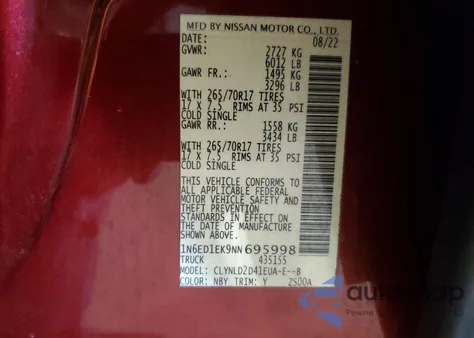 MFD BY NISSAN MOTOR CO., LTD.
DATE: 08/22
GVWR: 2727 KG
6012 LB
GAWR FR.: 1495 KG
3296 LB
WITH 265/70R17 TIRES
17 X 7.5 RIMS AT 35 PSI
COLD SINGLE
GAWR RR.: 1558 KG
3434 LB
WITH 265/70R17 TIRES
17 X 7.5 RIMS AT 35 PSI
COLD SINGLE
THIS VEHICLE CONFORMS TO
ALL APPLICABLE FEDERAL
MOTOR VEHICLE SAFETY AND
THEFT PREVENTION
STANDARDS IN EFFECT ON
THE DATE OF MANUFACTURE
SHOWN ABOVE.
1N6ED1EK9NN695998
TRUCK 435155
MODEL: CLYNLD2D41EUA-E--B
COLOR: NBY TRIM: Y ZS00A